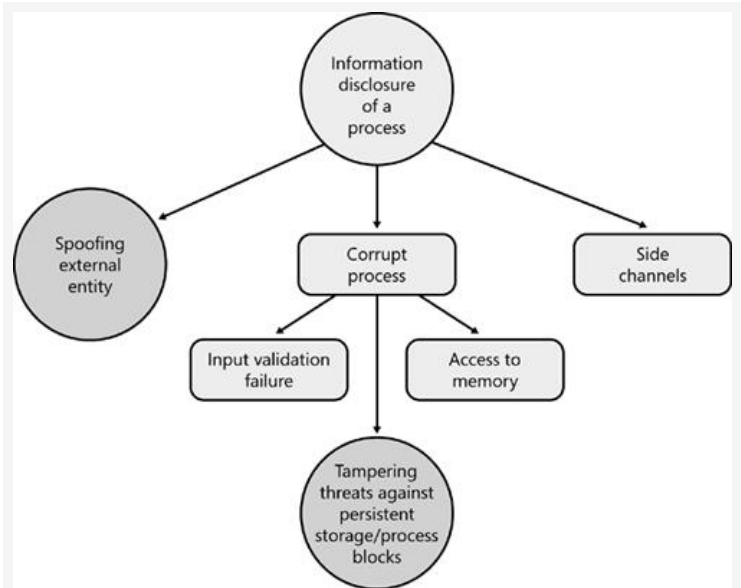 Information
disclosure
of a
process
Spoofing
external
entity
Corrupt
process
Side
channels
Input validation
failure
Access to
memory
Tampering
threats against
persistent
storage/process
blocks